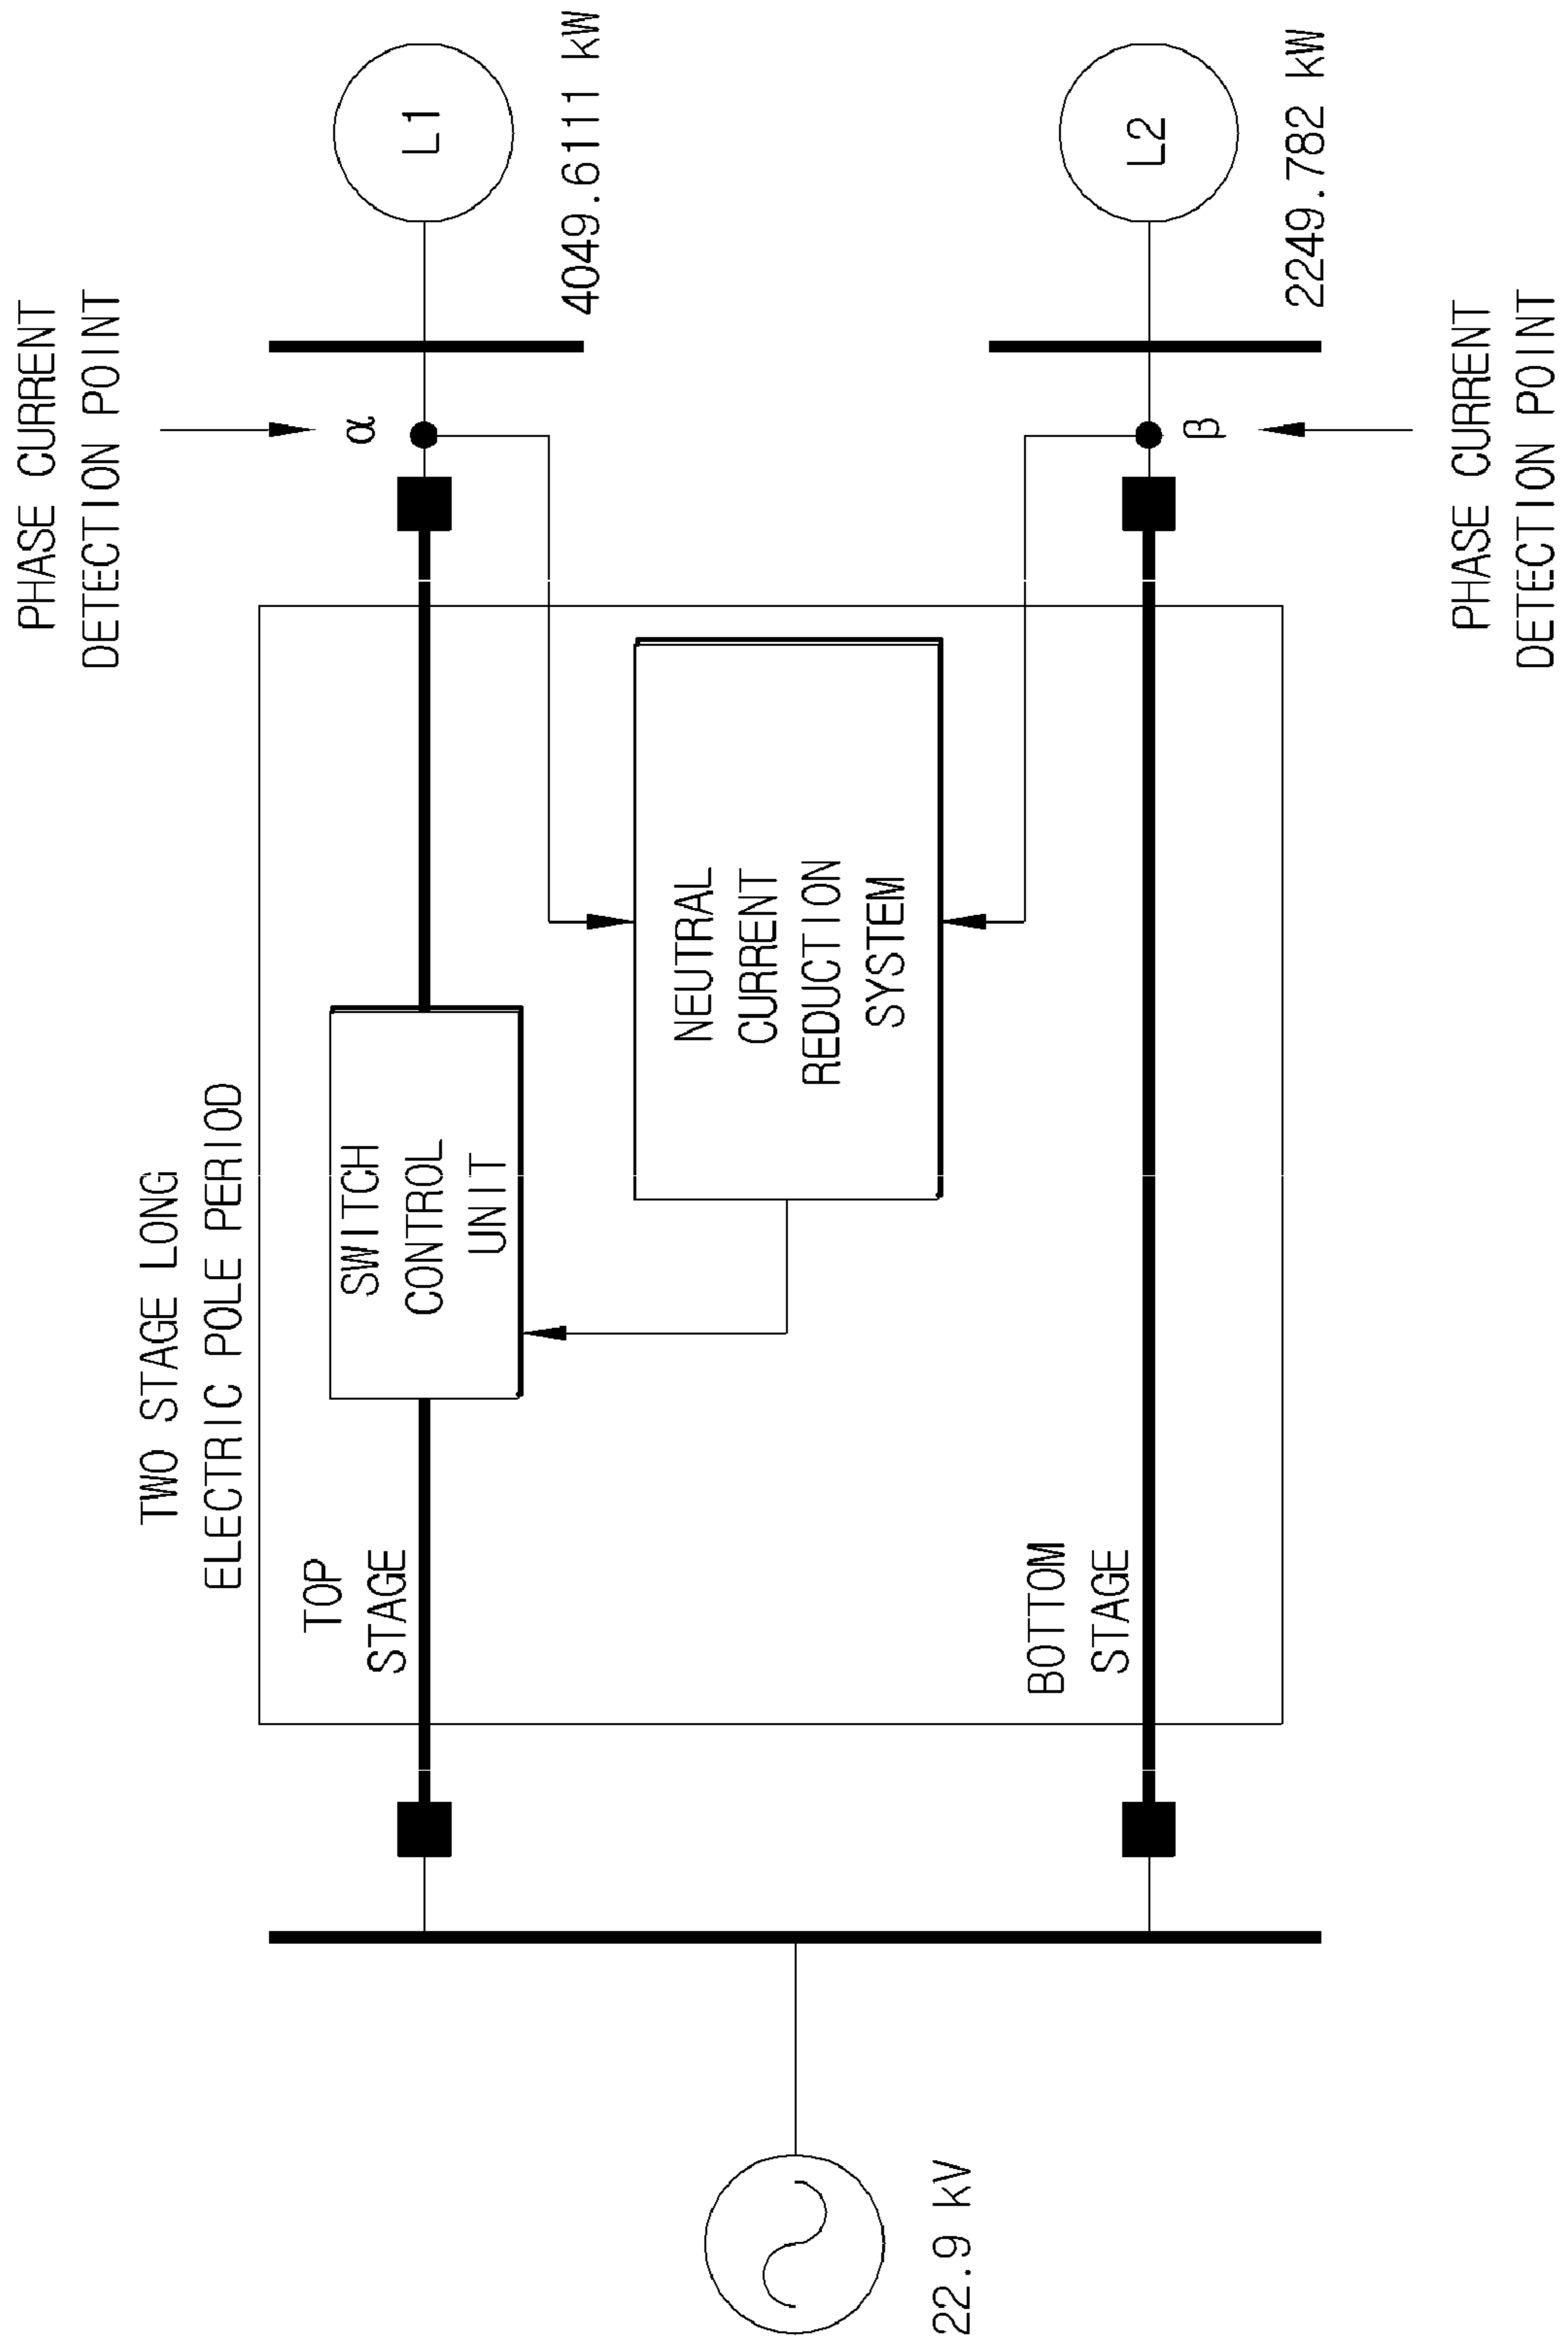 TWO STAGE LONG
ELECTRIC POLE PERIOD
PHASE CURRENT
DETECTION POINT
TOP
STAGE
SWITCH
CONTROL
UNIT
α
L1
4049.6111 kW
NEUTRAL
CURRENT
REDUCTION
SYSTEM
22.9 kV
BOTTOM
STAGE
β
L2
2249.782 kW
PHASE CURRENT
DETECTION POINT